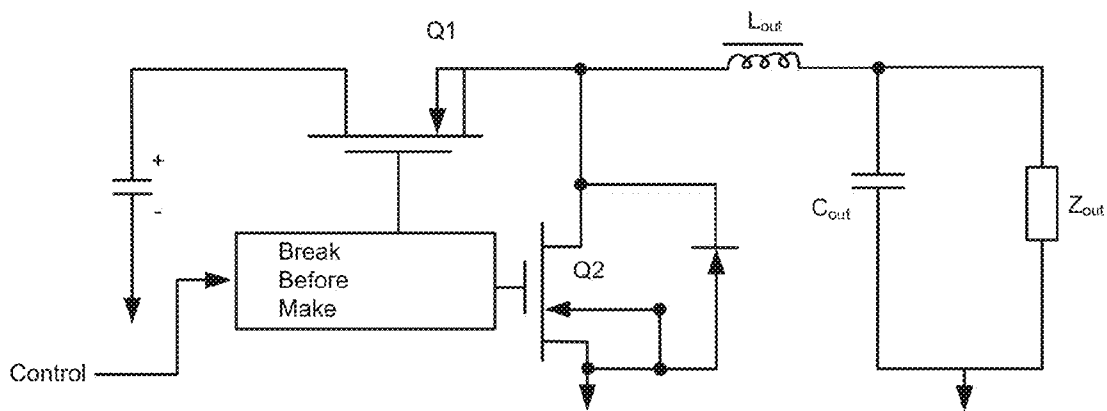 Q1
Lout
+
-
Cout
Zout
Break
Before
Make
Q2
Control